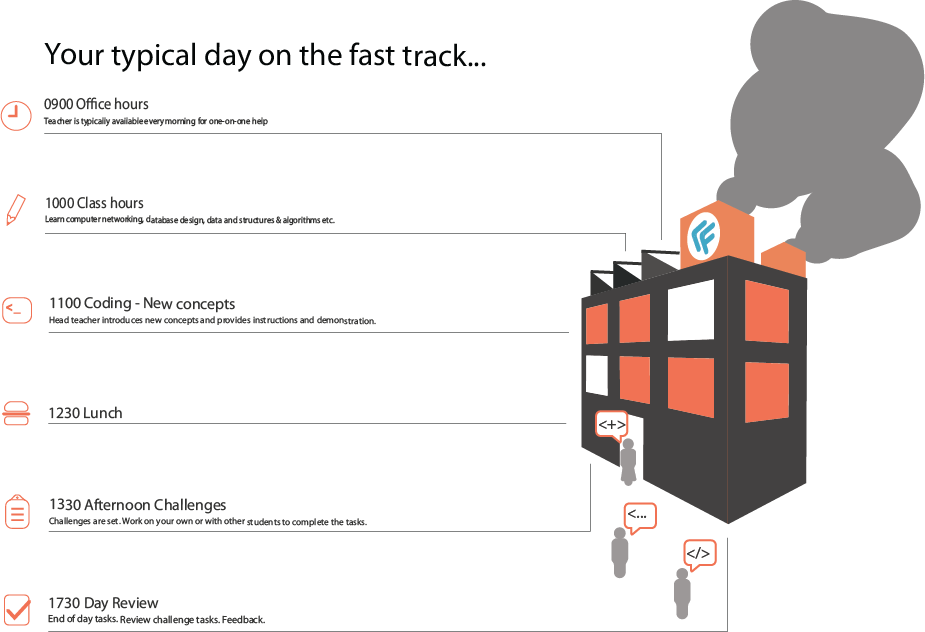 Your typical day on the fast track...
0900 Office hours
Teacher is typically available every morning for one-on-one help
1000 Class hours
Learn computer networking, database design, data and structures & algorithms etc.
1100 Coding - New concepts
Head teacher introduces new concepts and provides instructions and demonstration.
1230 Lunch
1330 Afternoon Challenges
Challenges are set. Work on your own or with other students to complete the tasks.
1730 Day Review
End of day tasks. Review challenge tasks. Feedback.
<_
<+>
<...
</>